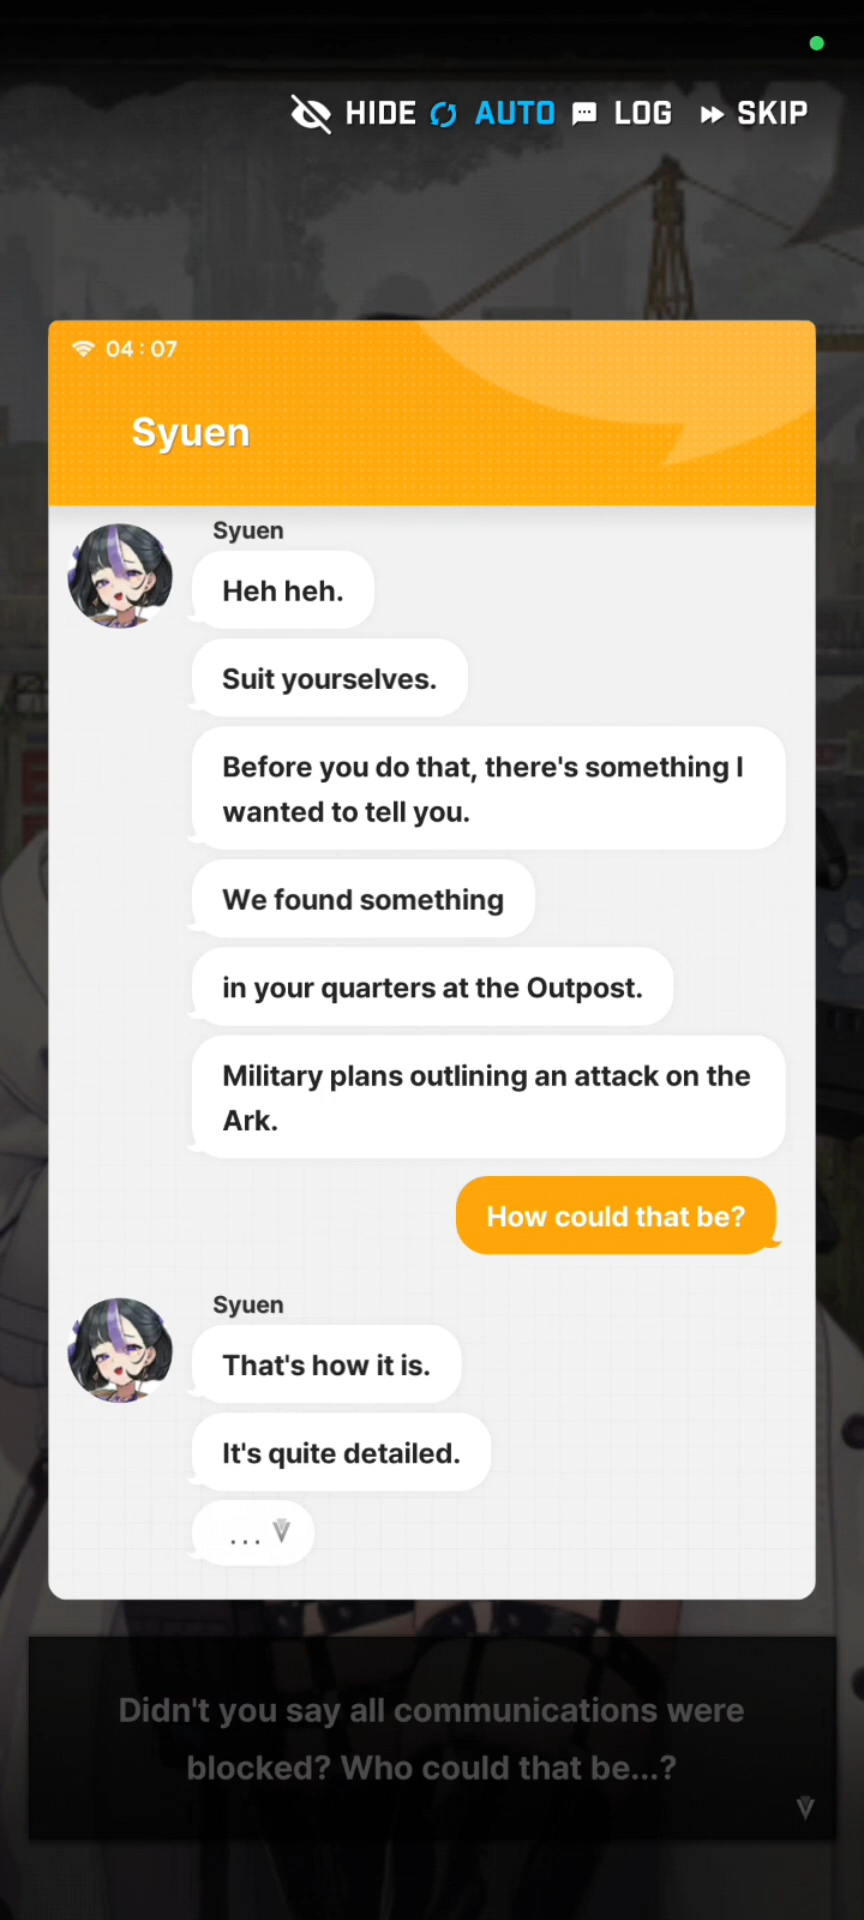 HIDE AUTO LOG SKIP
04:07
Syuen
Syuen
Heh heh.
Suit yourselves.
Before you do that, there's something I
wanted to tell you.
We found something
in your quarters at the Outpost.
Military plans outlining an attack on the
Ark.
How could that be?
Syuen
That's how it is.
It's quite detailed.
...
Didn't you say all communications were
blocked? Who could that be...?